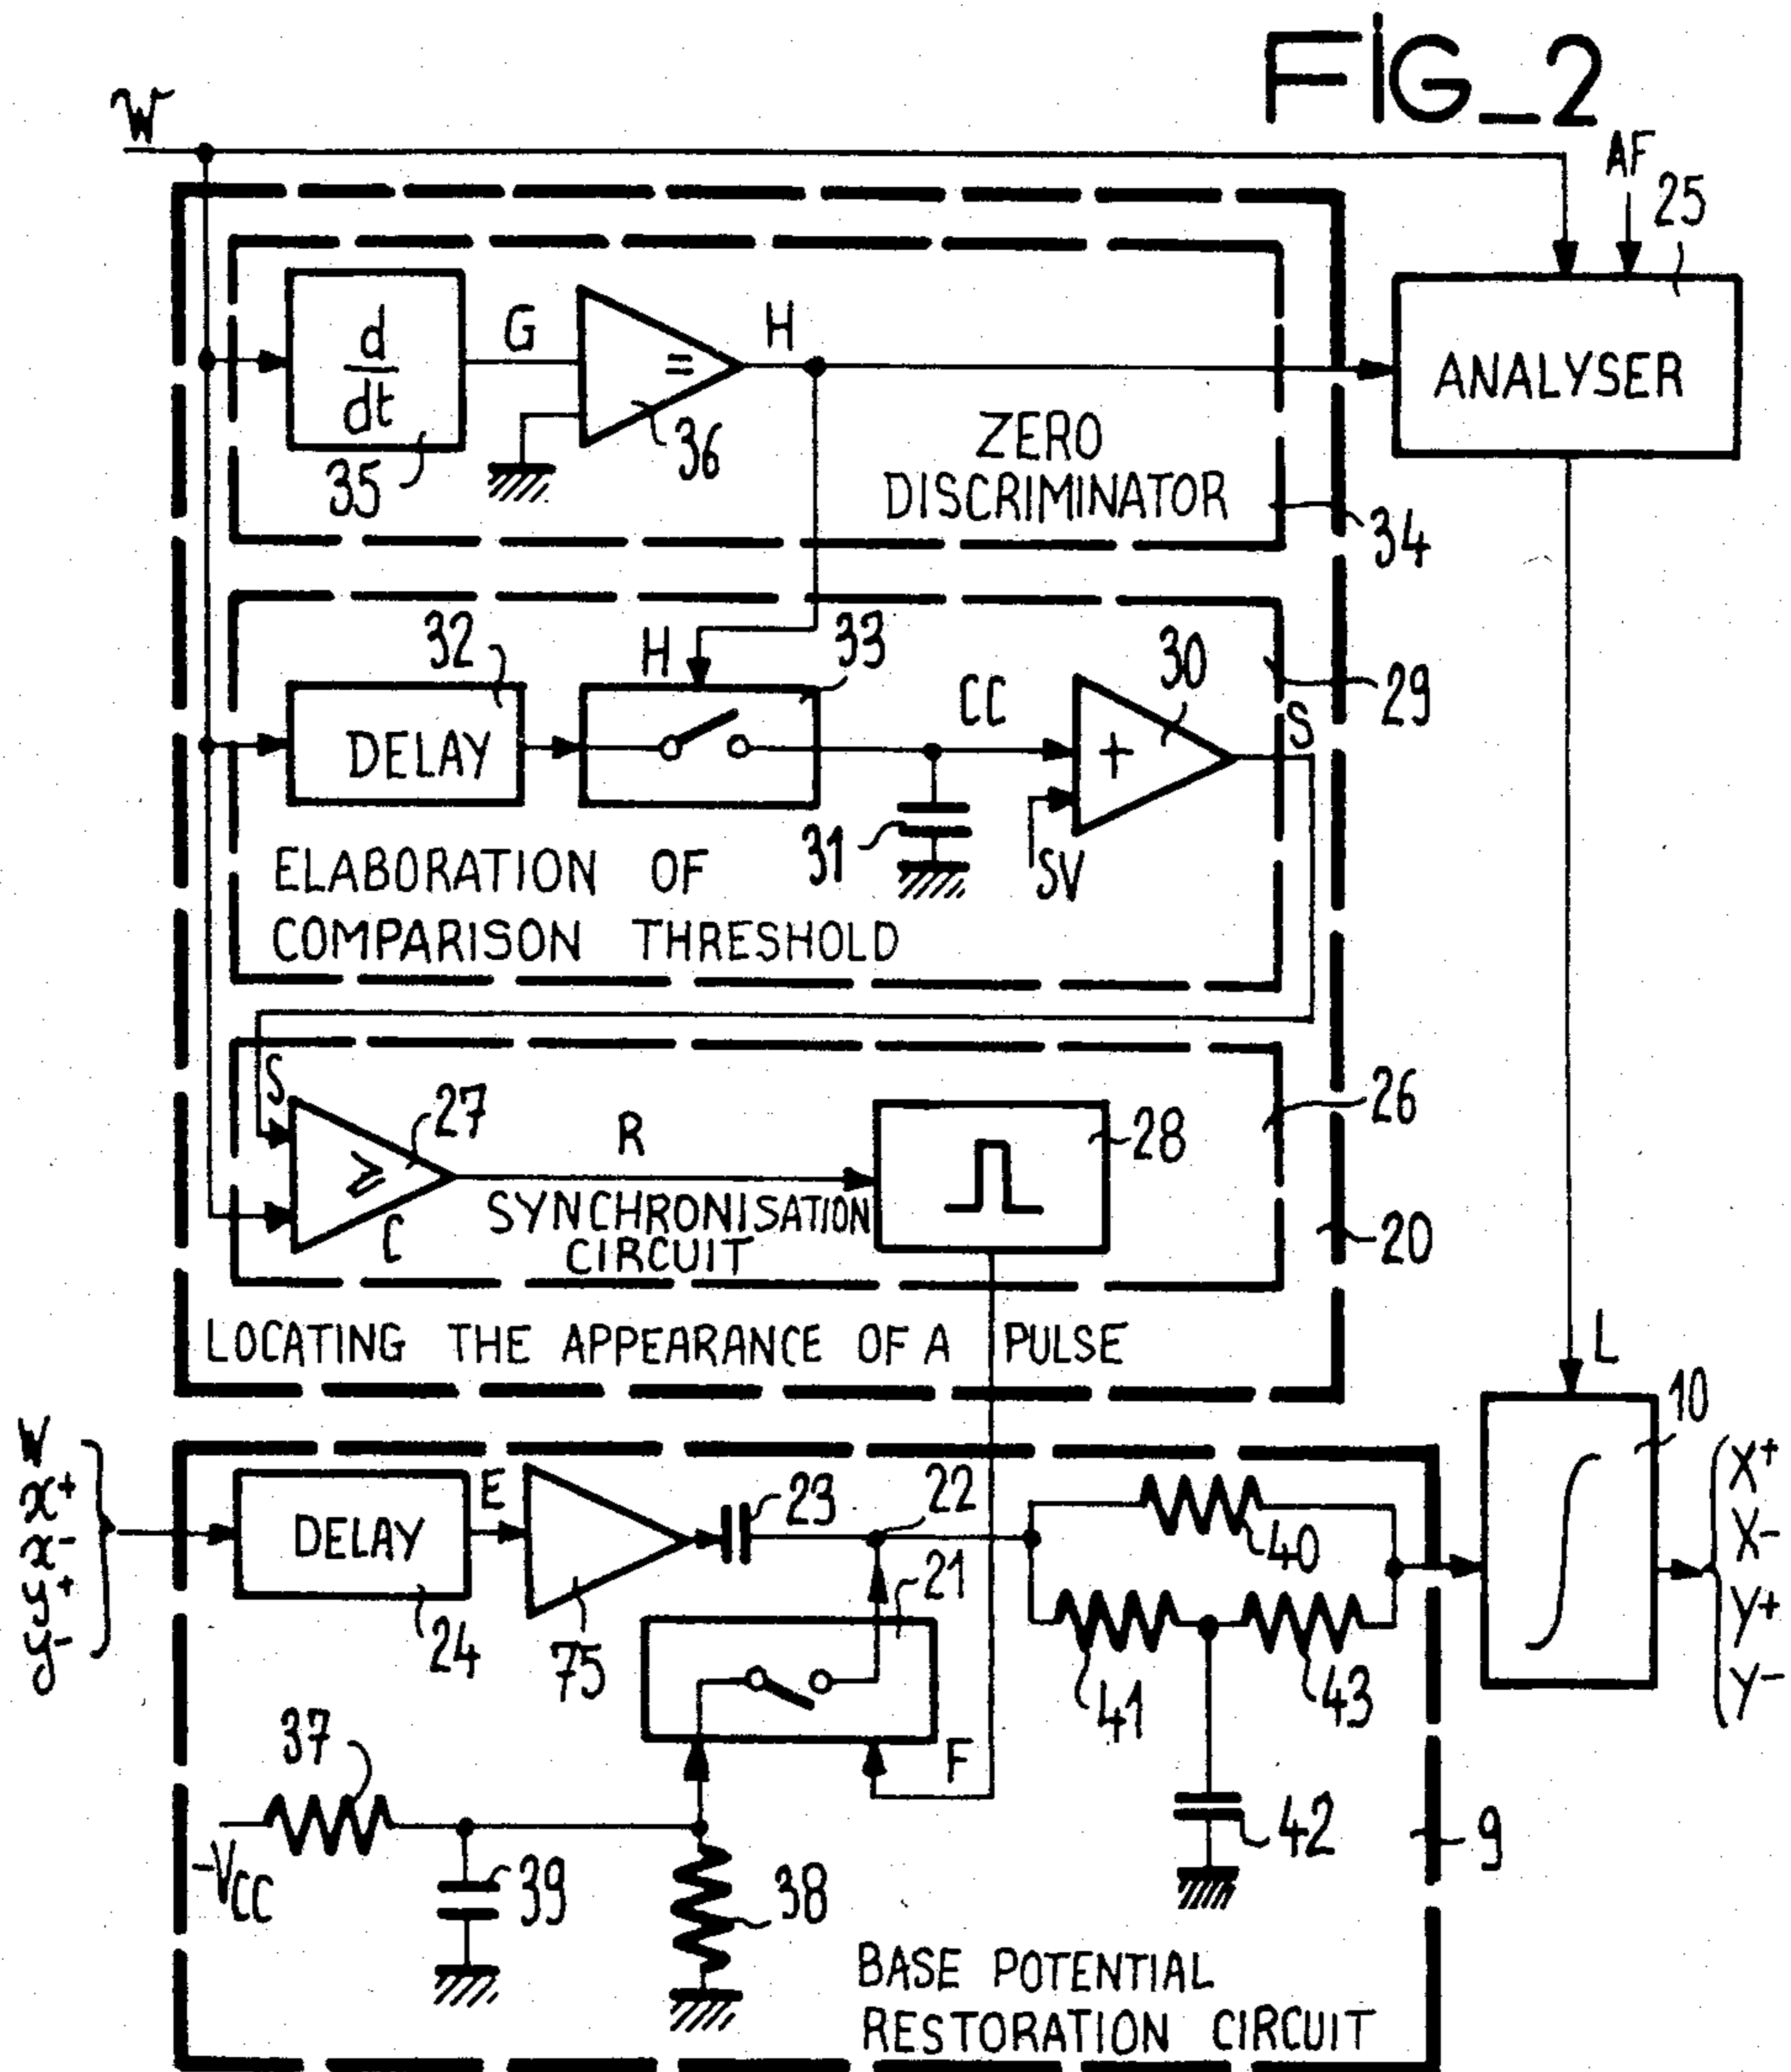 FIG_2
W
AF
25
d
dt
G
=
H
ANALYSER
35
36
ZERO
DISCRIMINATOR
34
32
H
33
30
29
DELAY
CC
+
S
31
SV
ELABORATION OF
COMPARISON THRESHOLD
S
27
26
R
28
≥
C
SYNCHRONISATION
CIRCUIT
20
LOCATING THE APPEARANCE OF A PULSE
L
10
W
x+
x-
y+
y-
DELAY
E
23
22
24
75
21
40
X+
X-
Y+
Y-
41
43
37
F
-VCC
39
38
42
9
BASE POTENTIAL
RESTORATION CIRCUIT